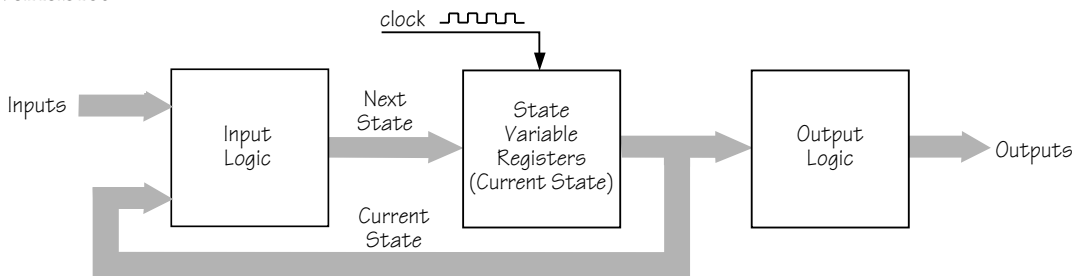 clock
Inputs
Input
Logic
Next
State
State
Variable
Registers
(Current State)
Output
Logic
Outputs
Current
State